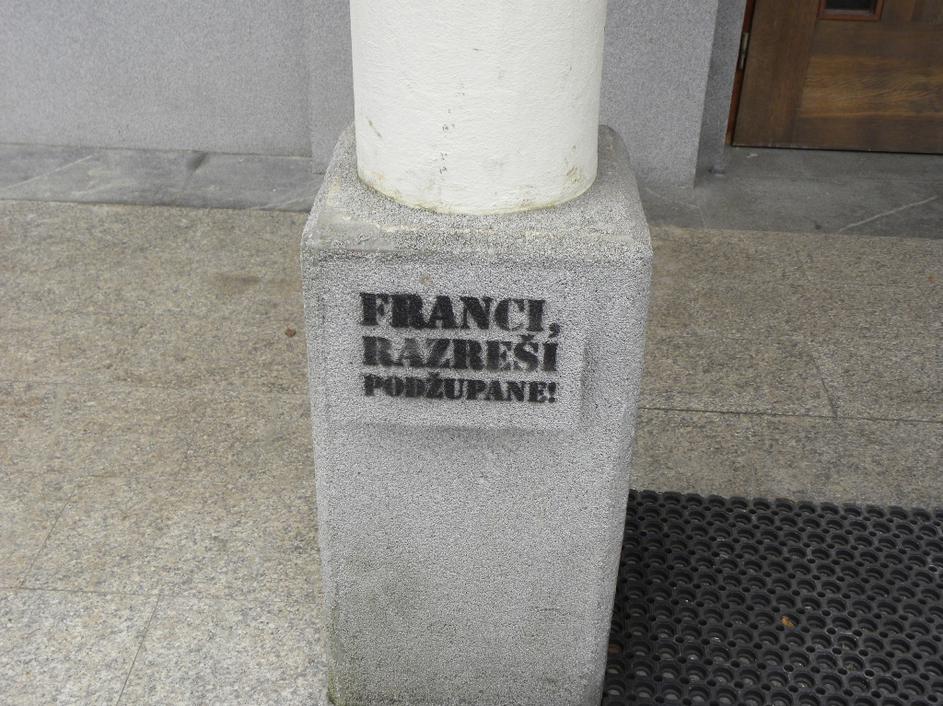 FRANCI,
RAZREŠI
PODŽUPANE!